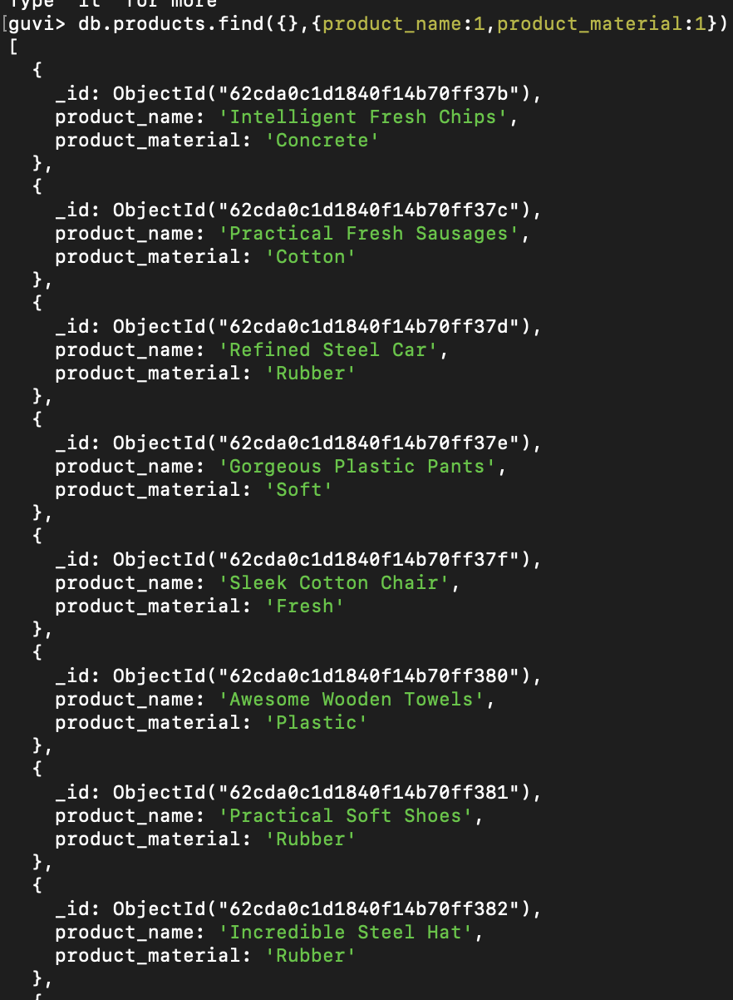 Type "it" for more
guvi> db.products.find({},{product_name:1,product_material:1})
[
  {
    _id: ObjectId("62cda0c1d1840f14b70ff37b"),
    product_name: 'Intelligent Fresh Chips',
    product_material: 'Concrete'
  },
  {
    _id: ObjectId("62cda0c1d1840f14b70ff37c"),
    product_name: 'Practical Fresh Sausages',
    product_material: 'Cotton'
  },
  {
    _id: ObjectId("62cda0c1d1840f14b70ff37d"),
    product_name: 'Refined Steel Car',
    product_material: 'Rubber'
  },
  {
    _id: ObjectId("62cda0c1d1840f14b70ff37e"),
    product_name: 'Gorgeous Plastic Pants',
    product_material: 'Soft'
  },
  {
    _id: ObjectId("62cda0c1d1840f14b70ff37f"),
    product_name: 'Sleek Cotton Chair',
    product_material: 'Fresh'
  },
  {
    _id: ObjectId("62cda0c1d1840f14b70ff380"),
    product_name: 'Awesome Wooden Towels',
    product_material: 'Plastic'
  },
  {
    _id: ObjectId("62cda0c1d1840f14b70ff381"),
    product_name: 'Practical Soft Shoes',
    product_material: 'Rubber'
  },
  {
    _id: ObjectId("62cda0c1d1840f14b70ff382"),
    product_name: 'Incredible Steel Hat',
    product_material: 'Rubber'
  },
  {